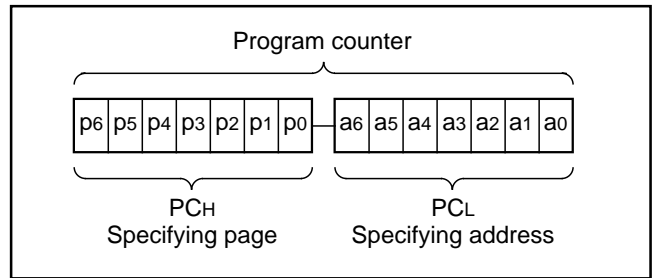 Program counter
p6 p5 p4 p3 p2 p1 p0 a6 a5 a4 a3 a2 a1 a0
PCH PCL
Specifying page Specifying address